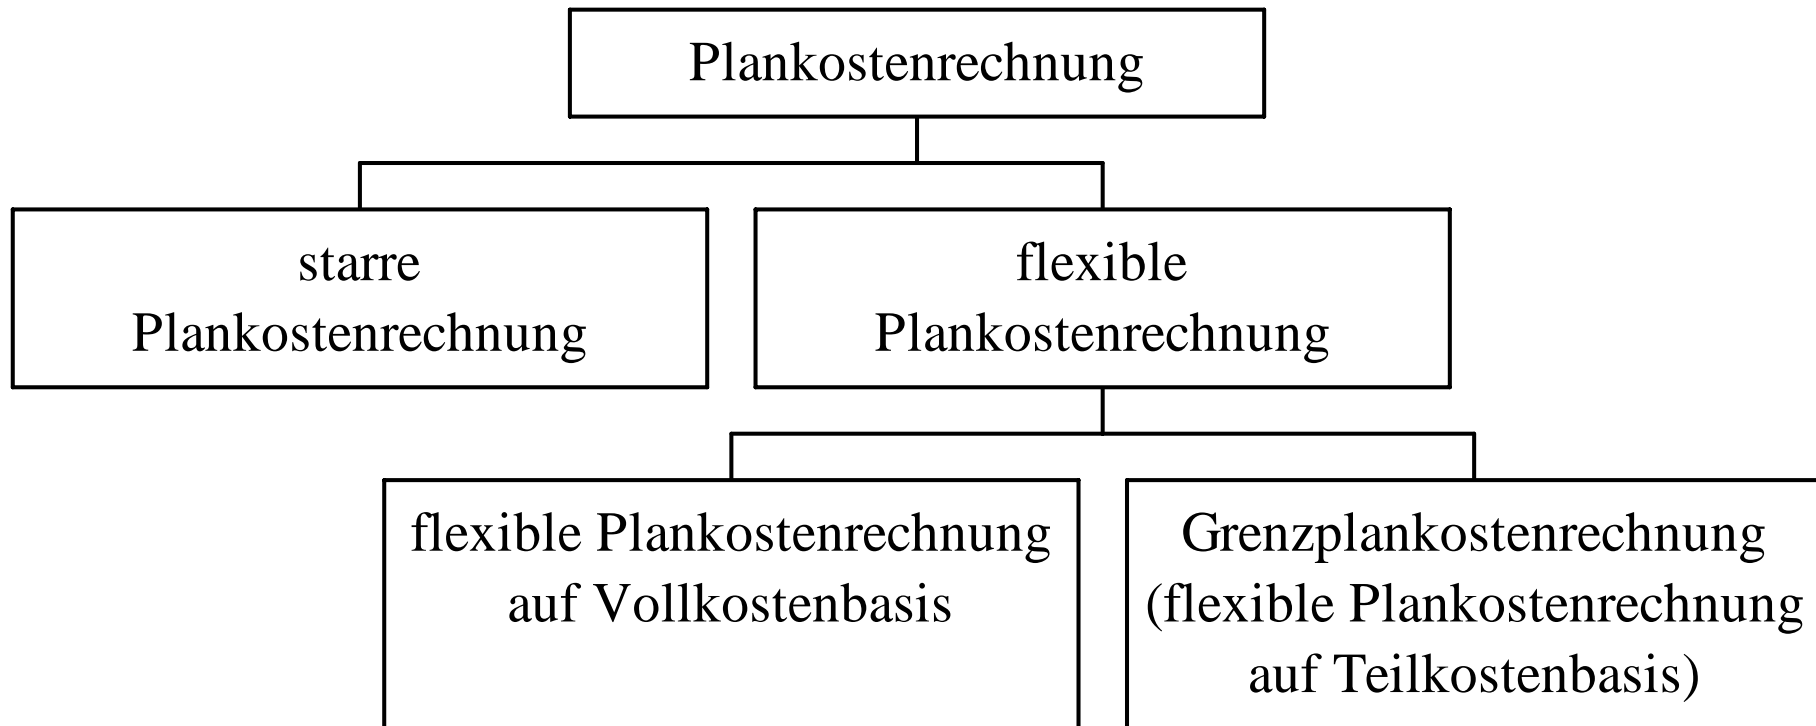 Plankostenrechnung
starre
Plankostenrechnung
flexible
Plankostenrechnung
flexible Plankostenrechnung
auf Vollkostenbasis
Grenzplankostenrechnung
(flexible Plankostenrechnung
auf Teilkostenbasis)